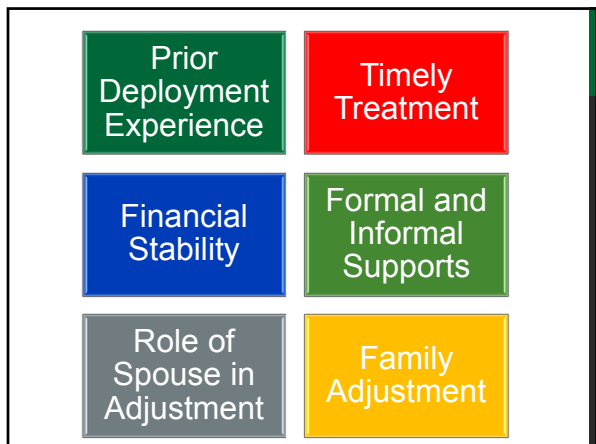 Prior
Deployment
Experience
Timely
Treatment
Financial
Stability
Formal and
Informal
Supports
Role of
Spouse in
Adjustment
Family
Adjustment